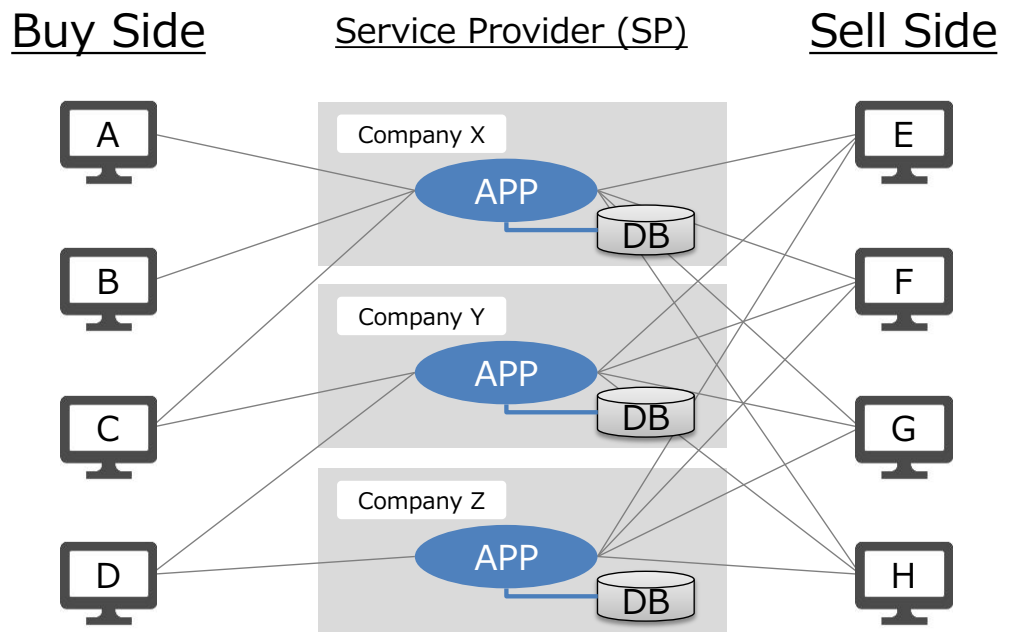 Buy Side
Service Provider (SP)
Sell Side
A
Company X
APP
DB
E
B
F
Company Y
APP
DB
C
G
Company Z
APP
DB
D
H